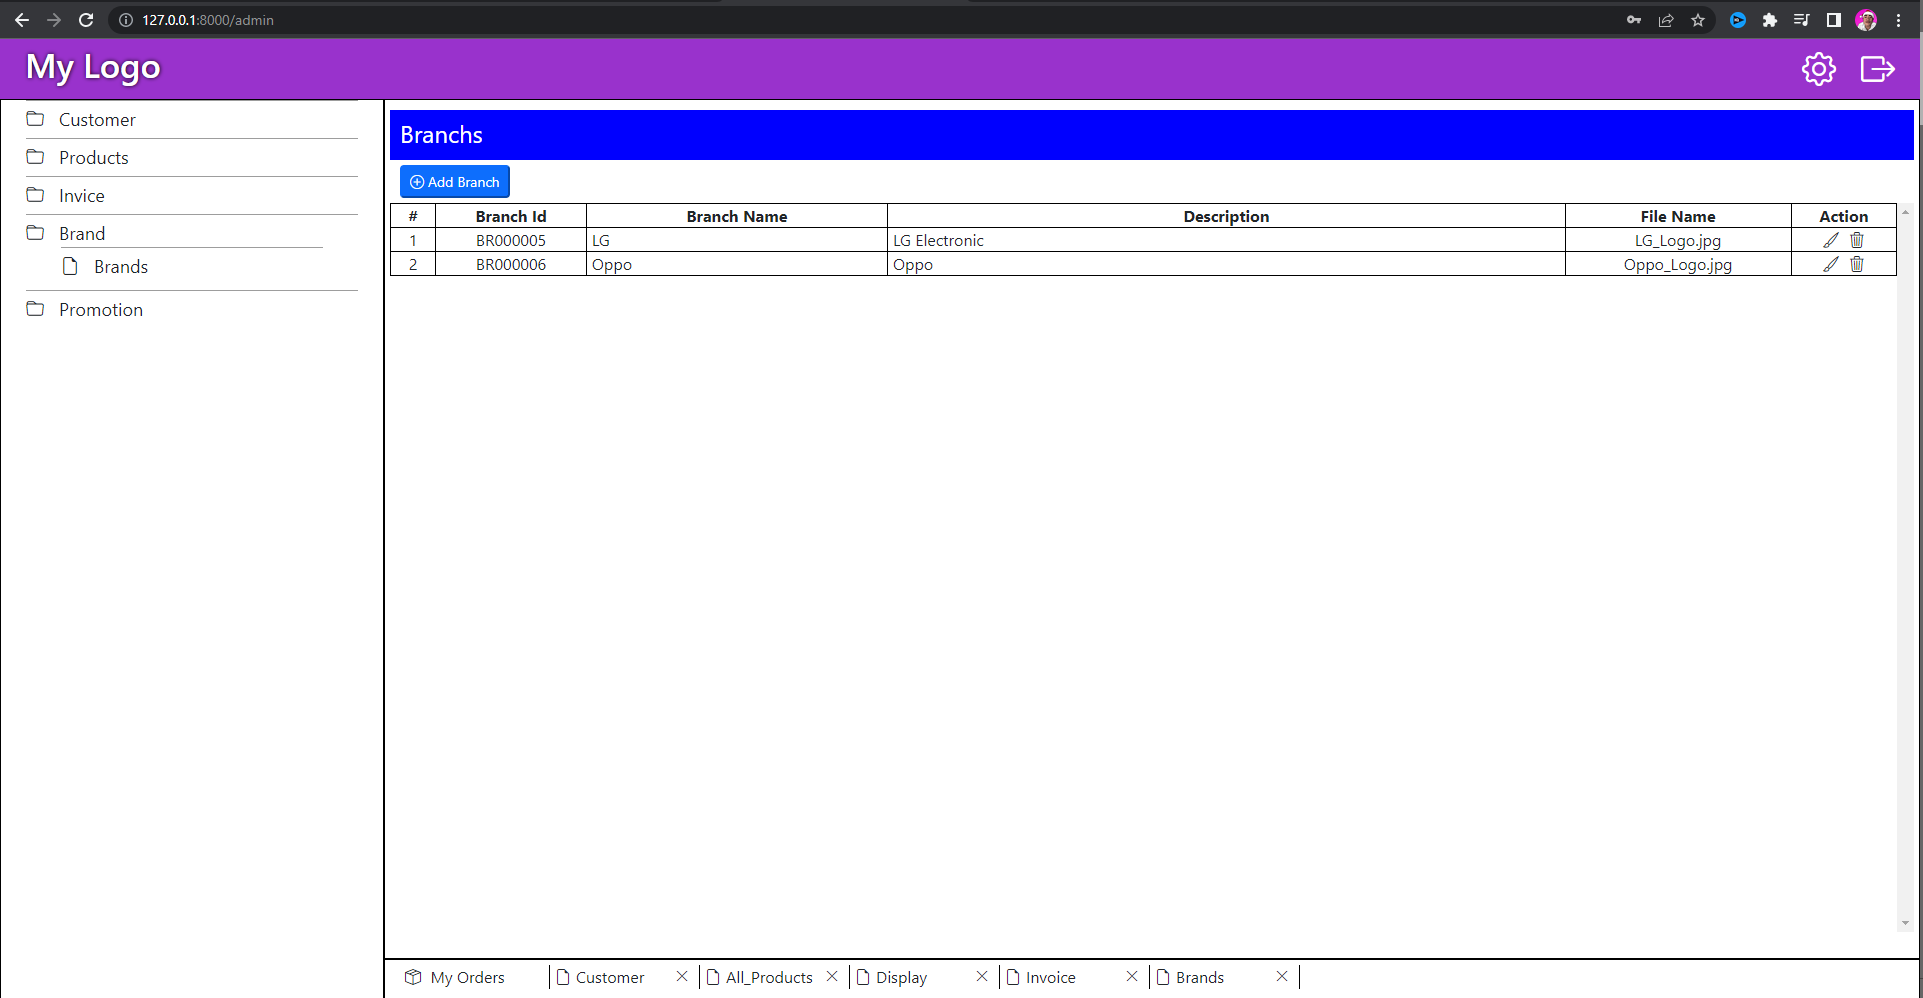 127.0.0.1:8000/admin
My Logo
Customer
Products
Invice
Brand
Brands
Promotion
Branchs
Add Branch
# Branch Id Branch Name Description File Name Action
1 BR000005 LG LG Electronic LG_Logo.jpg
2 BR000006 Oppo Oppo Oppo_Logo.jpg
My Orders Customer All_Products Display Invoice Brands